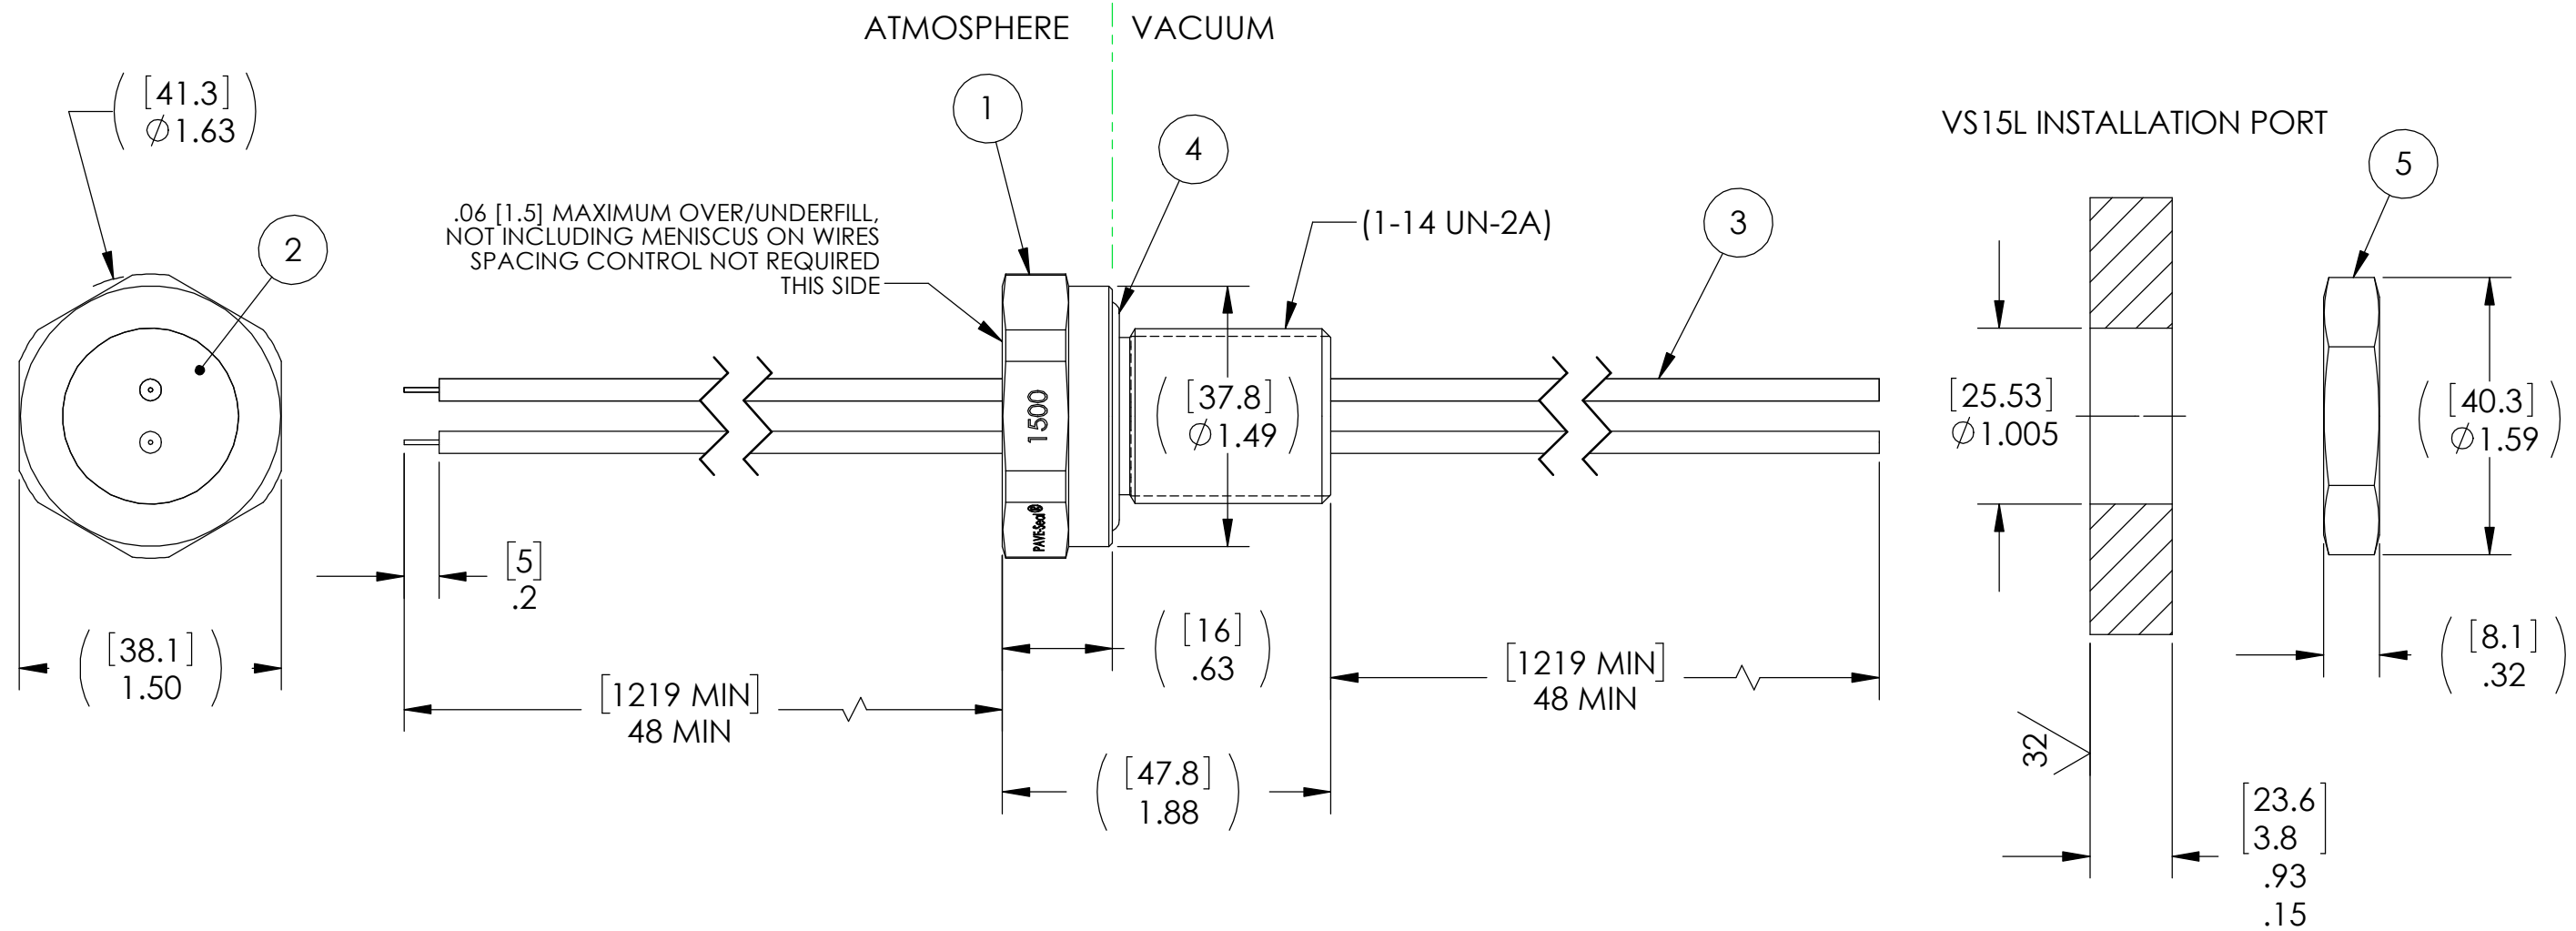 ATMOSPHERE
VACUUM
[41.3]
(∅1.63)
1
4
VS15L INSTALLATION PORT
5
2
.06 [1.5] MAXIMUM OVER/UNDERFILL,
NOT INCLUDING MENISCUS ON WIRES
SPACING CONTROL NOT REQUIRED
THIS SIDE
(1-14 UN-2A)
3
1500
PAVE-Seal®
([37.8]
∅1.49)
[25.53]
∅1.005
([40.3]
∅1.59)
[5]
.2
([38.1]
1.50)
[1219 MIN]
48 MIN
([16]
.63)
[1219 MIN]
48 MIN
([8.1]
.32)
([47.8]
1.88)
32
[23.6
3.8]
.93
.15